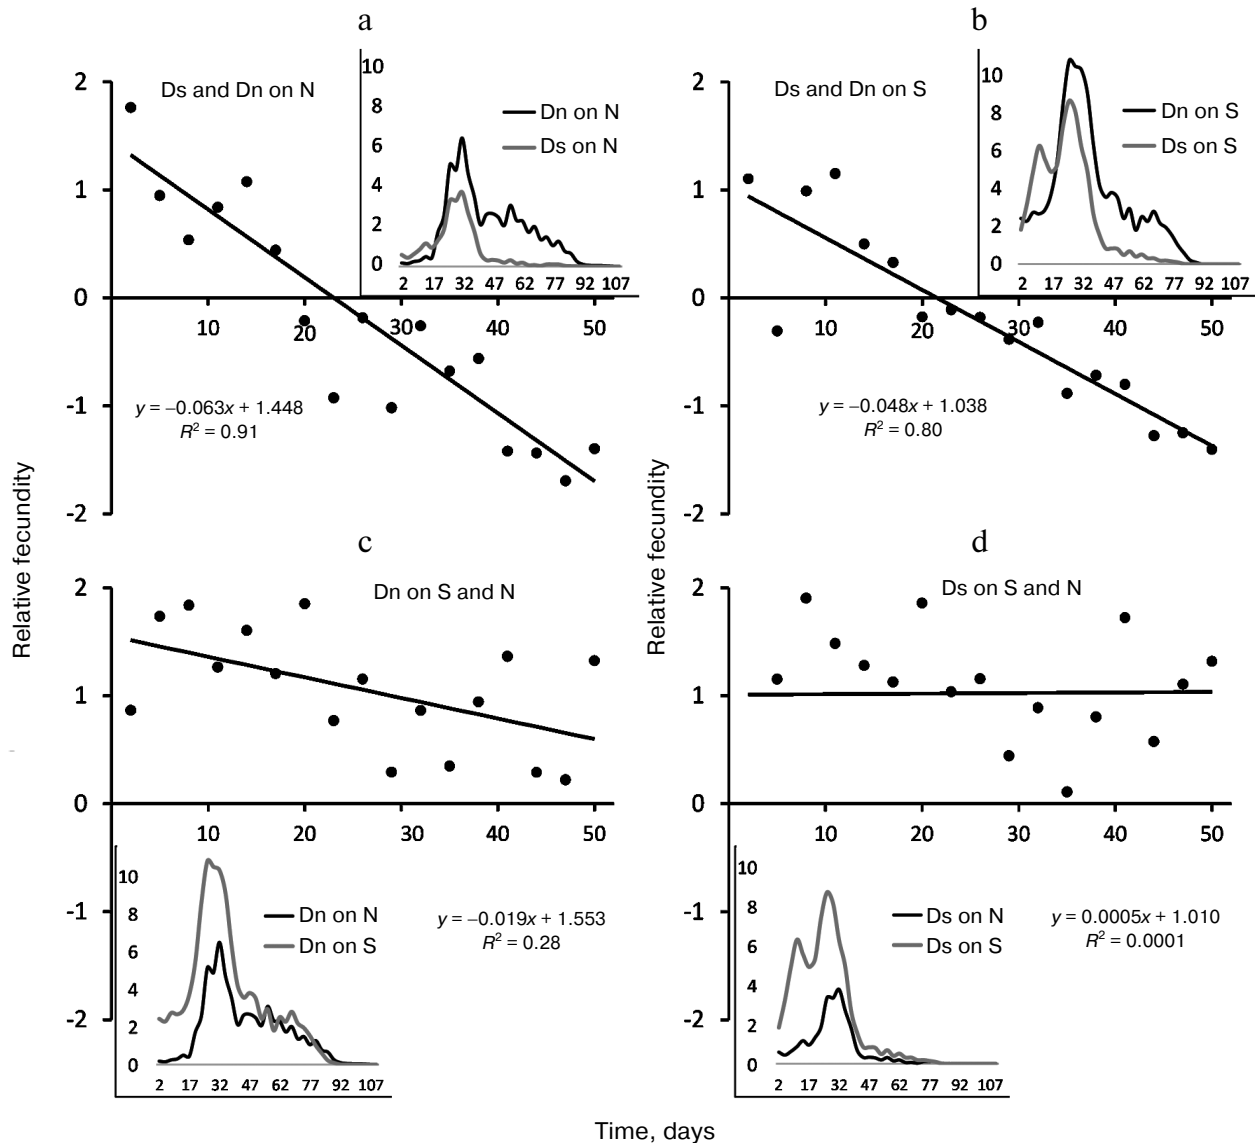 a
Ds and Dn on N
2
1
0
-1
-2
10
20
30
40
50
10
8
6
4
2
0
2 17 32 47 62 77 92 107
Dn on N
Ds on N
y = −0.063x + 1.448
R² = 0.91
Relative fecundity
b
Ds and Dn on S
2
1
0
-1
-2
10
20
30
40
50
10
8
6
4
2
0
2 17 32 47 62 77 92 107
Dn on S
Ds on S
y = −0.048x + 1.038
R² = 0.80
Relative fecundity
c
Dn on S and N
2
1
0
-1
-2
10 20 30 40 50
10
8
6
4
2
0
2 17 32 47 62 77 92 107
Dn on N
Dn on S
y = −0.019x + 1.553
R² = 0.28
d
Ds on S and N
2
1
0
-1
-2
10 20 30 40 50
10
8
6
4
2
0
2 17 32 47 62 77 92 107
Ds on N
Ds on S
y = 0.0005x + 1.010
R² = 0.0001
Time, days